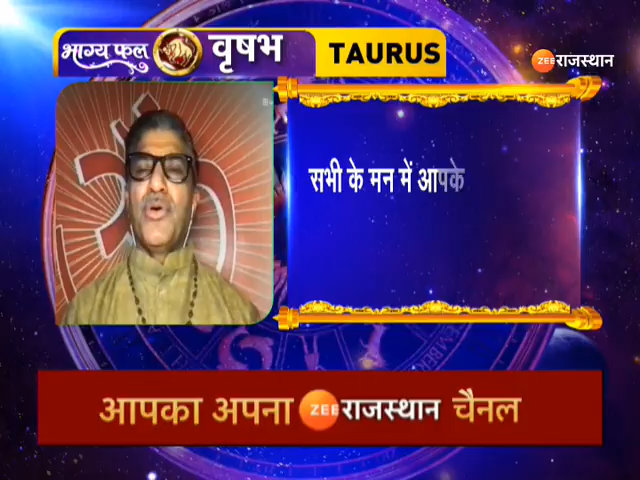 भाग्य फल वृषभ TAURUS
ZEE राजस्थान
सभी के मन में आपके
आपका अपना ZEE राजस्थान चैनल